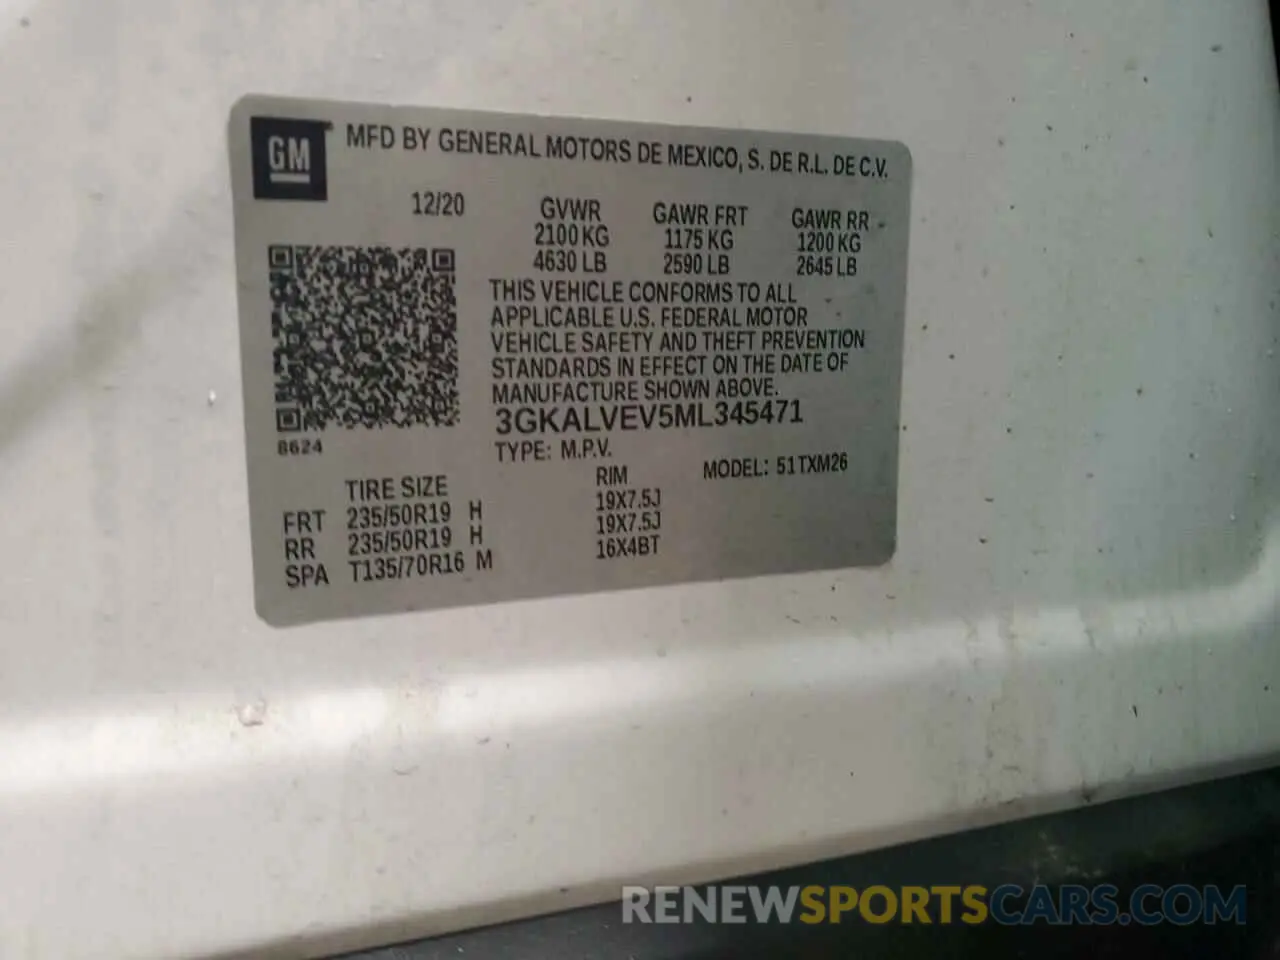 GM
MFD BY GENERAL MOTORS DE MEXICO, S. DE R.L. DE C.V.
12/20
GVWR GAWR FRT GAWR RR
2100 KG 1175 KG 1200 KG
4630 LB 2590 LB 2645 LB
THIS VEHICLE CONFORMS TO ALL
APPLICABLE U.S. FEDERAL MOTOR
VEHICLE SAFETY AND THEFT PREVENTION
STANDARDS IN EFFECT ON THE DATE OF
MANUFACTURE SHOWN ABOVE.
3GKALVEV5ML345471
8624
TYPE: M.P.V.
MODEL: 51TXM26
TIRE SIZE RIM
FRT 235/50R19 H 19X7.5J
RR 235/50R19 H 19X7.5J
SPA T135/70R16 M 16X4BT
RENEWSPORTSCARS.COM